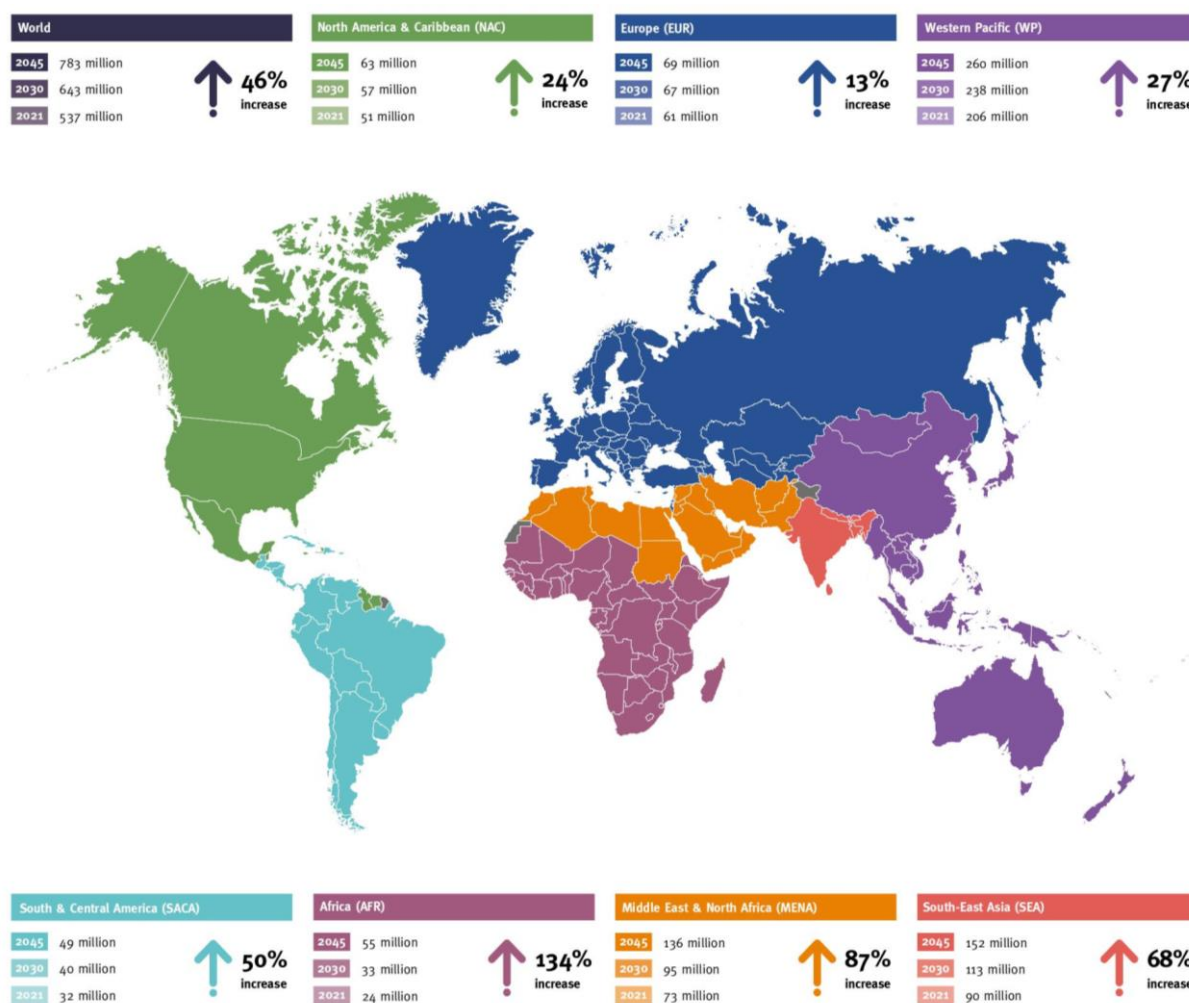 World
2045 783 million
2030 643 million
2021 537 million
46%
increase
North America & Caribbean (NAC)
2045 63 million
2030 57 million
2021 51 million
24%
increase
Europe (EUR)
2045 69 million
2030 67 million
2021 61 million
13%
increase
Western Pacific (WP)
2045 260 million
2030 238 million
2021 206 million
27%
increase
South & Central America (SACA)
2045 49 million
2030 40 million
2021 32 million
50%
increase
Africa (AFR)
2045 55 million
2030 33 million
2021 24 million
134%
increase
Middle East & North Africa (MENA)
2045 136 million
2030 95 million
2021 73 million
87%
increase
South-East Asia (SEA)
2045 152 million
2030 113 million
2021 90 million
68%
increase